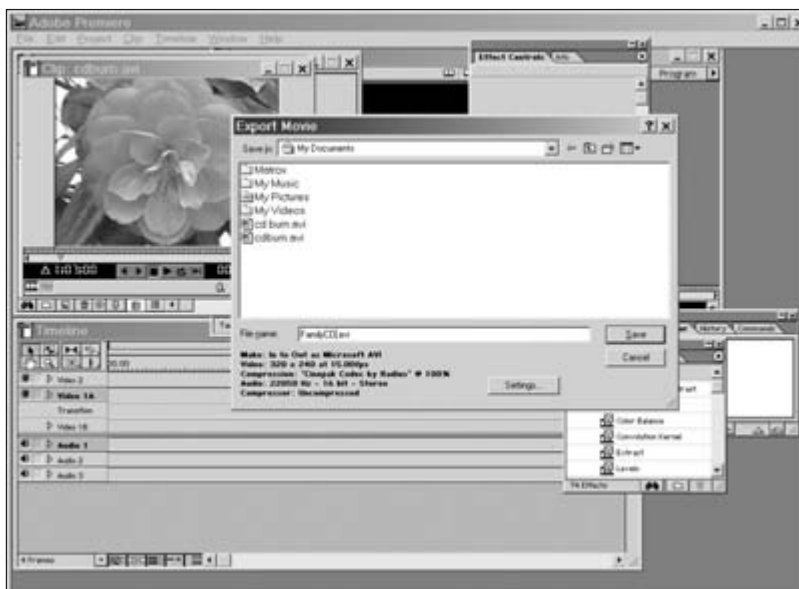 Adobe Premiere
File Edit Project Clip Timeline Window Help
Clip: cdburn.avi
Effect Controls Info
Program
Export Movie
Save in: My Documents
Matrox
My Music
My Pictures
My Videos
cd burn.avi
cdburn.avi
File name: FamilyCD.avi
Save
Cancel
Make: In to Out as Microsoft AVI
Video: 320 x 240 at 15.00fps
Compression: "Cinepak Codec by Radius" @ 100%
Audio: 22050 Hz - 16 bit - Stereo
Compressor: Uncompressed
Settings...
Timeline
History Commands
Video 2
Video 1A
Transition
Video 1B
Audio 1
Audio 2
Audio 3
Color Balance
Convolution Kernel
Extract
Levels
74 Effects
4 Frames